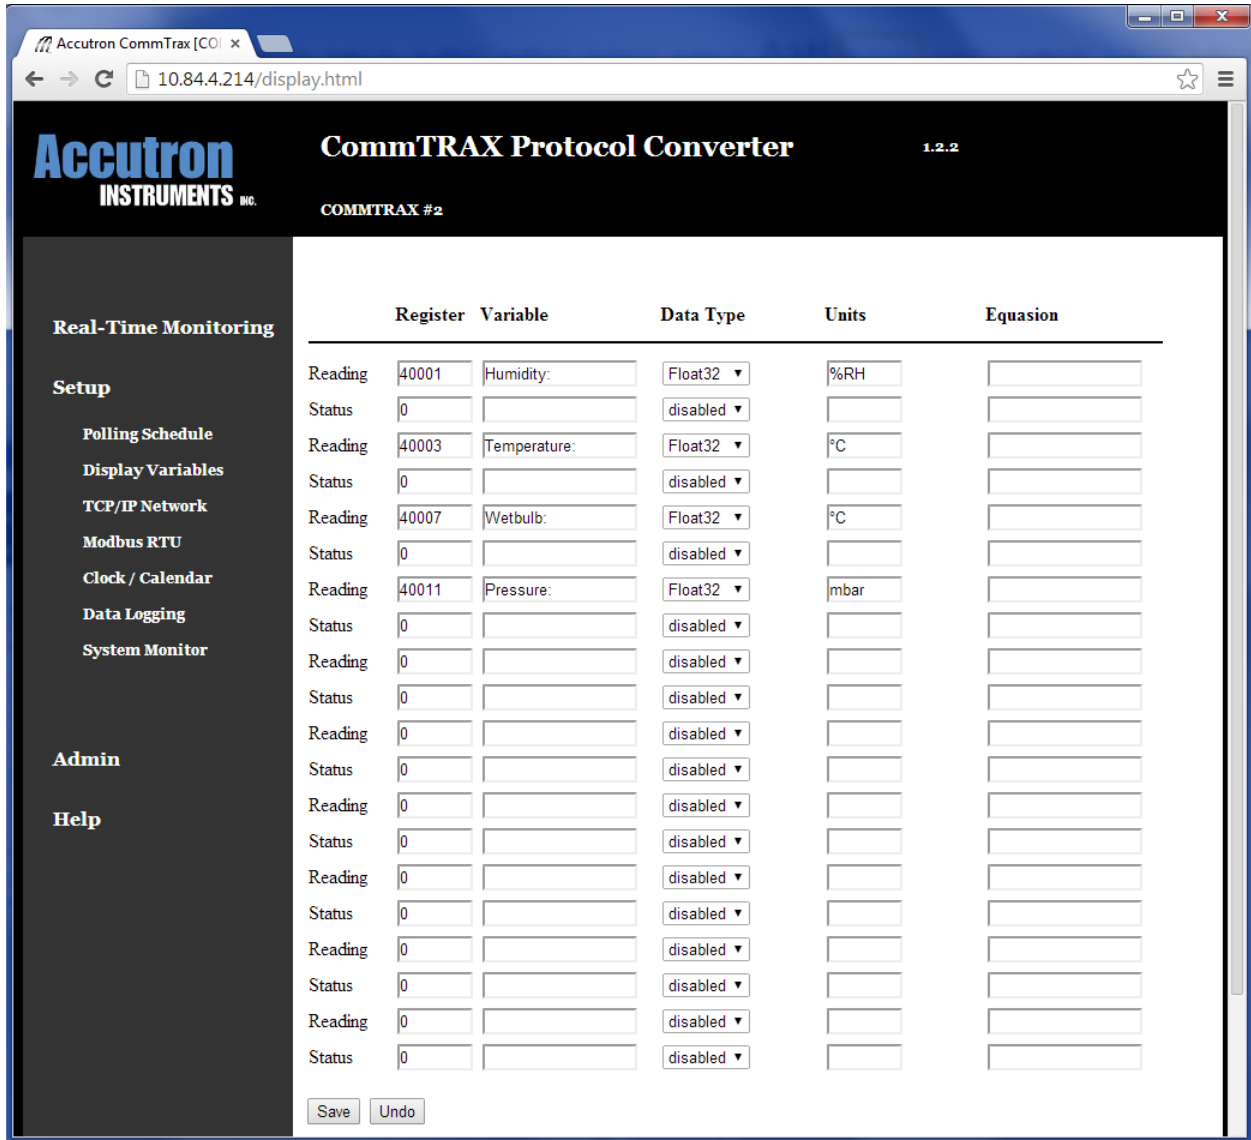 Accutron CommTrax [CO
10.84.4.214/display.html
Accutron
INSTRUMENTS INC.
CommTRAX Protocol Converter 1.2.2
COMMTRAX #2
Real-Time Monitoring
Setup
Polling Schedule
Display Variables
TCP/IP Network
Modbus RTU
Clock / Calendar
Data Logging
System Monitor
Admin
Help
Register Variable Data Type Units Equasion
Reading 40001 Humidity: Float32 %RH
Status 0 disabled
Reading 40003 Temperature: Float32 °C
Status 0 disabled
Reading 40007 Wetbulb: Float32 °C
Status 0 disabled
Reading 40011 Pressure: Float32 mbar
Status 0 disabled
Reading 0 disabled
Status 0 disabled
Reading 0 disabled
Status 0 disabled
Reading 0 disabled
Status 0 disabled
Reading 0 disabled
Status 0 disabled
Reading 0 disabled
Status 0 disabled
Reading 0 disabled
Status 0 disabled
Save Undo